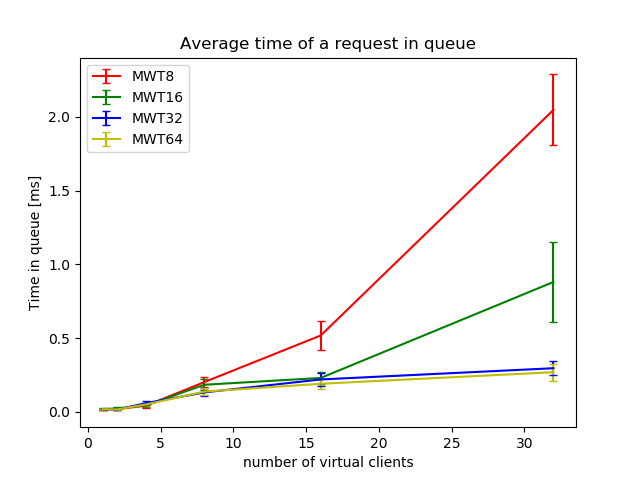 Average time of a request in queue
MWT8
MWT16
MWT32
MWT64
Time in queue [ms]
2.0
1.5
1.0
0.5
0.0
0 5 10 15 20 25 30
number of virtual clients